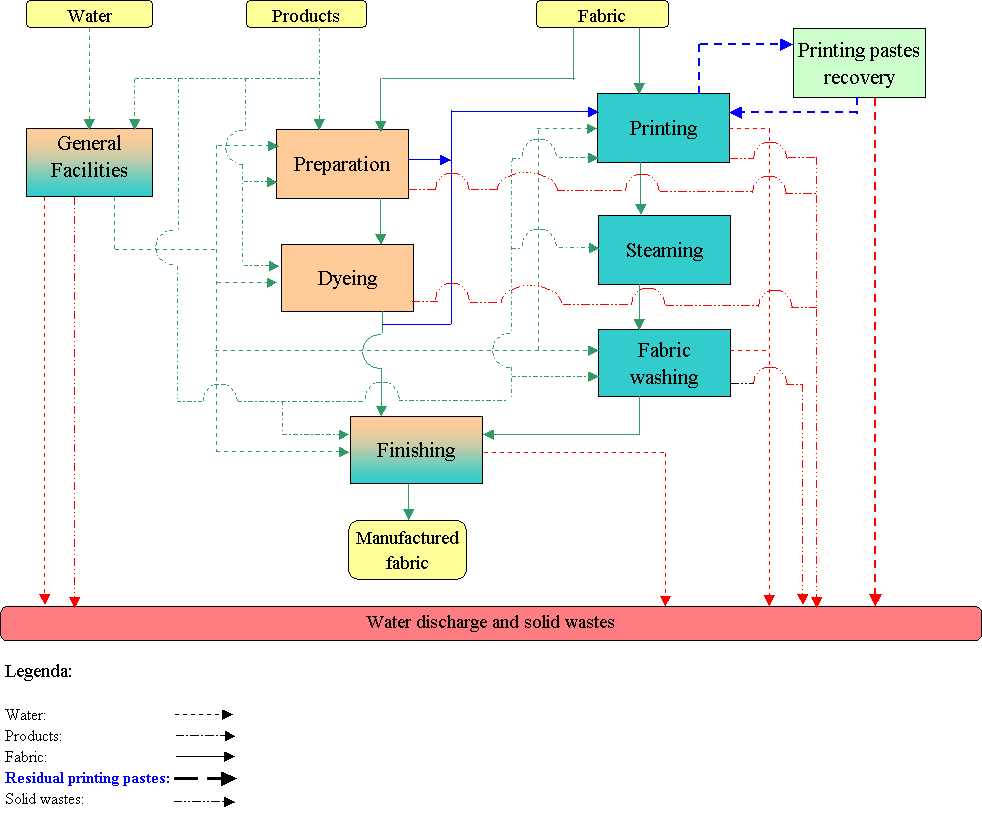 Water
Products
Fabric
Printing pastes
recovery
General
Facilities
Preparation
Printing
Dyeing
Steaming
Fabric
washing
Finishing
Manufactured
fabric
Water discharge and solid wastes
Legenda:
Water:
Products:
Fabric:
Residual printing pastes:
Solid wastes: